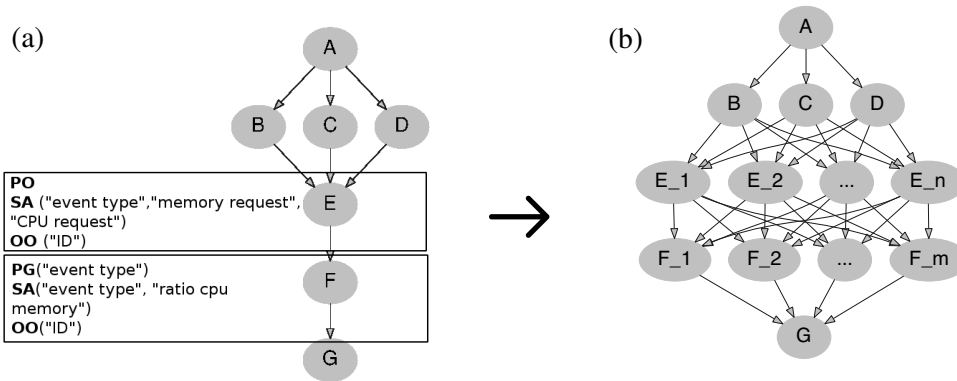 (a)
A
B C D
E
PO
SA ("event type","memory request",
"CPU request")
OO ("ID")
F
PG("event type")
SA("event type", "ratio cpu
memory")
OO("ID")
G
(b)
A
B C D
E_1 E_2 ... E_n
F_1 F_2 ... F_m
G